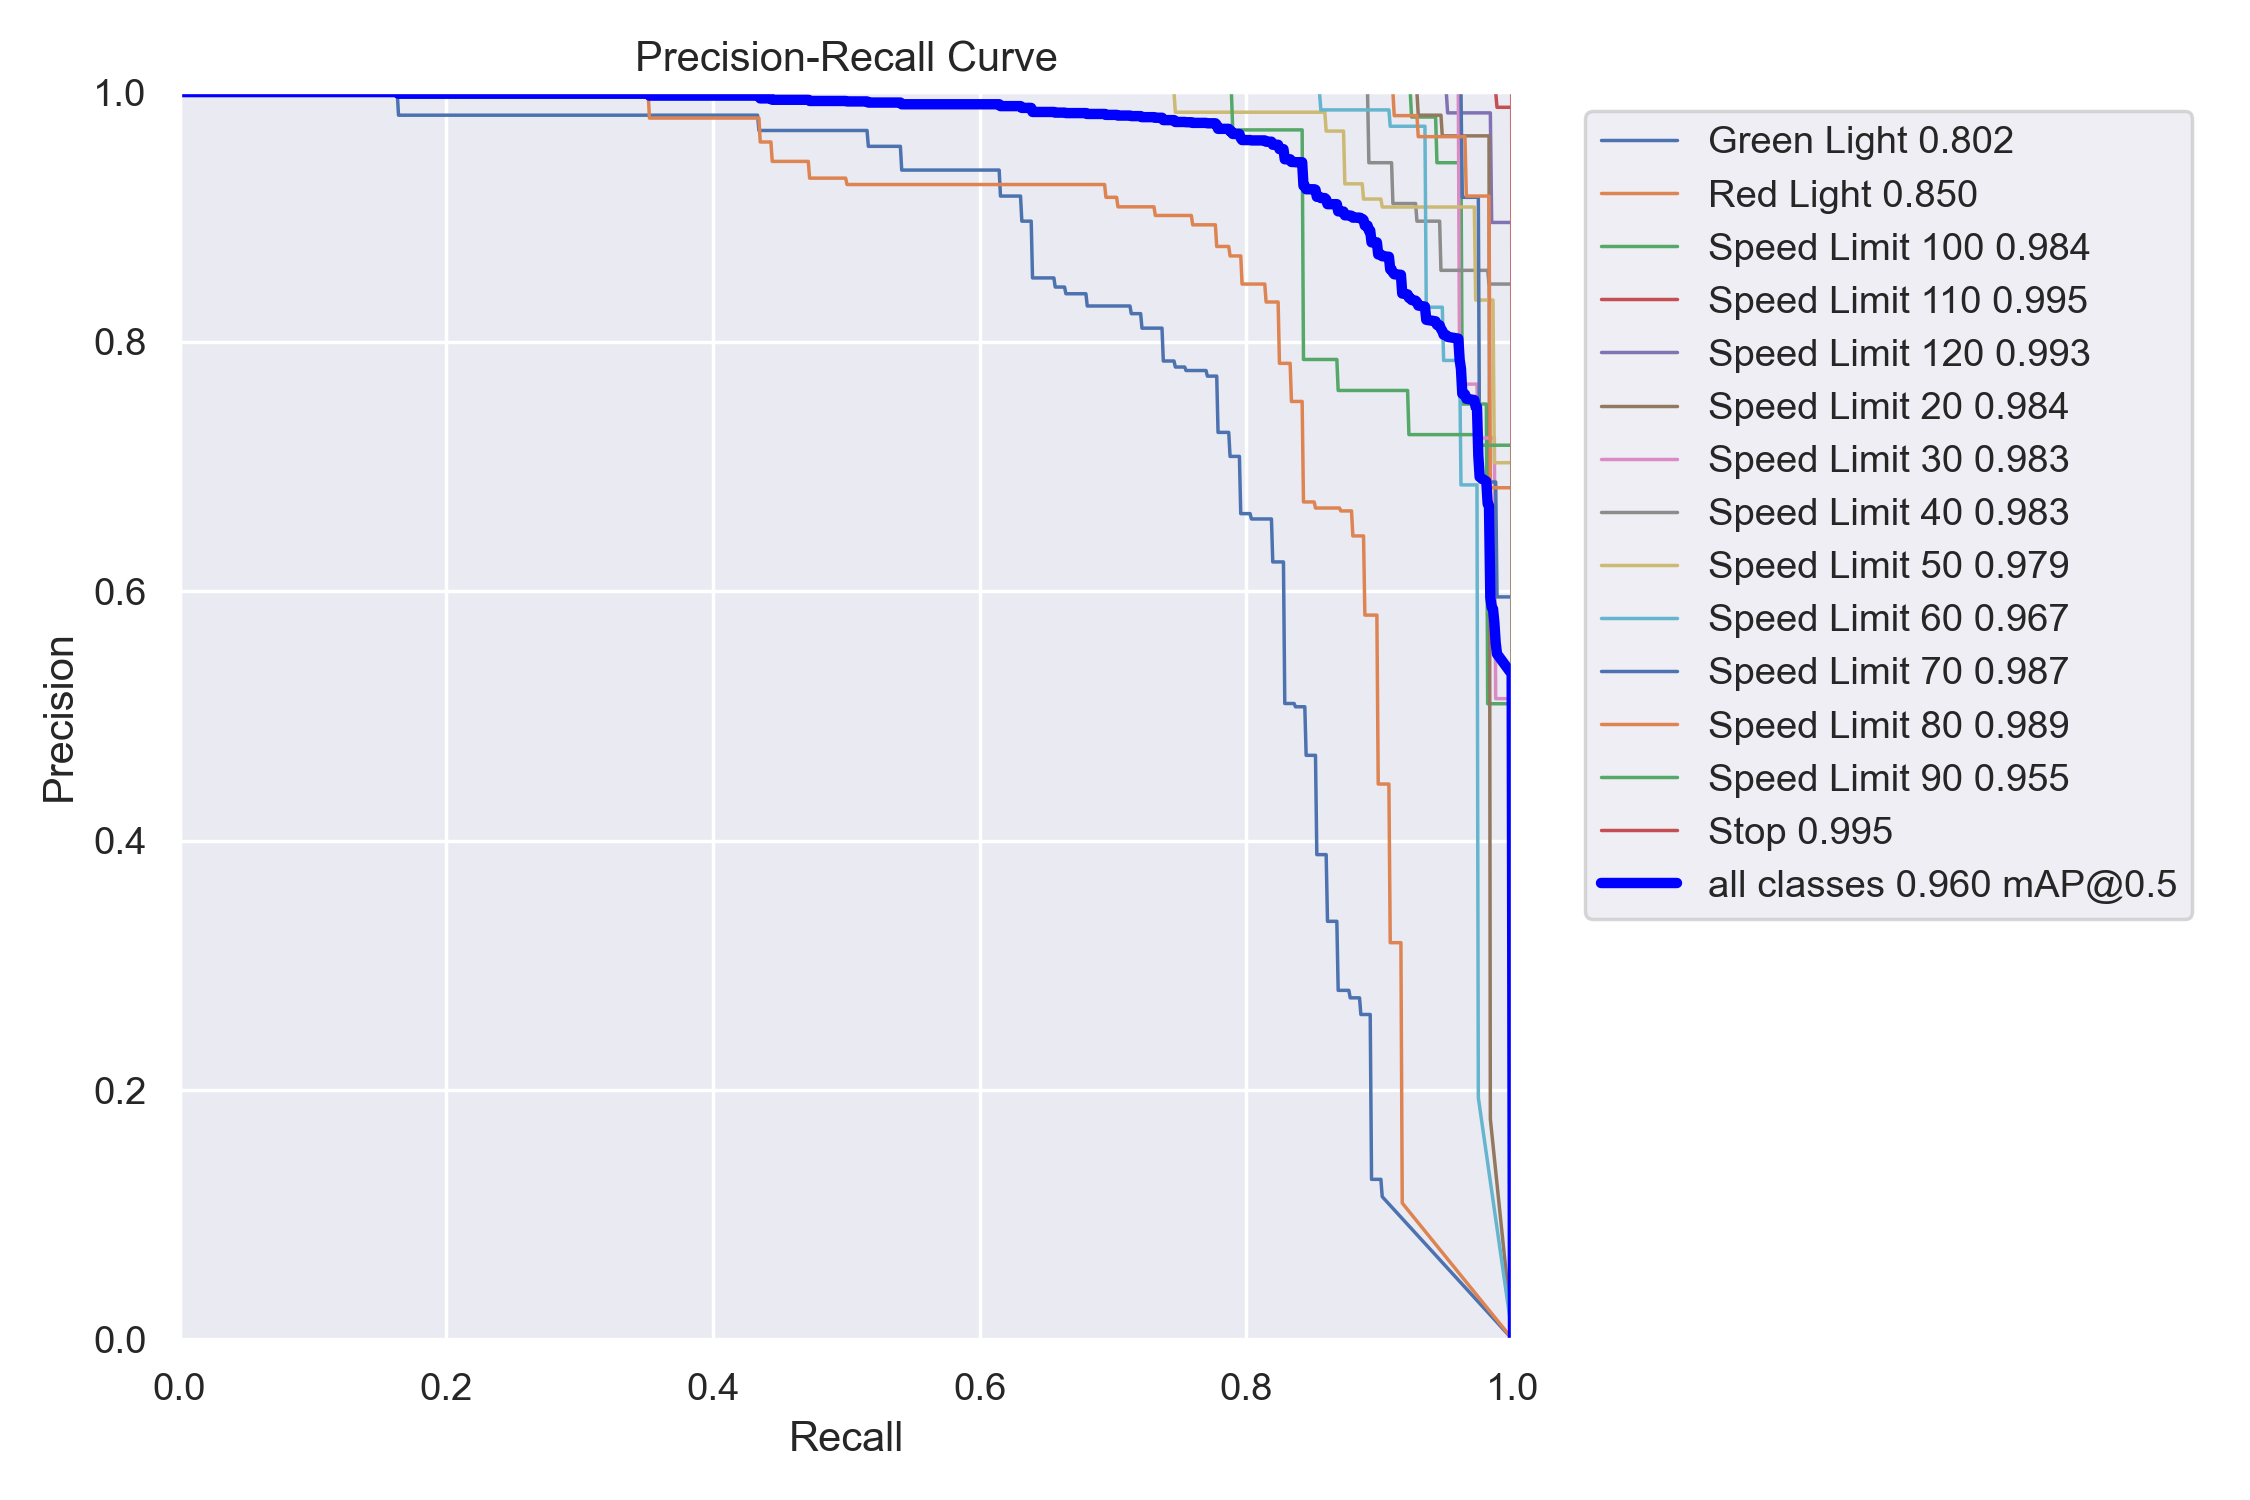 Precision-Recall Curve
1.0
0.8
0.6
0.4
0.2
0.0
Precision
0.0 0.2 0.4 0.6 0.8 1.0
Recall
Green Light 0.802
Red Light 0.850
Speed Limit 100 0.984
Speed Limit 110 0.995
Speed Limit 120 0.993
Speed Limit 20 0.984
Speed Limit 30 0.983
Speed Limit 40 0.983
Speed Limit 50 0.979
Speed Limit 60 0.967
Speed Limit 70 0.987
Speed Limit 80 0.989
Speed Limit 90 0.955
Stop 0.995
all classes 0.960 mAP@0.5